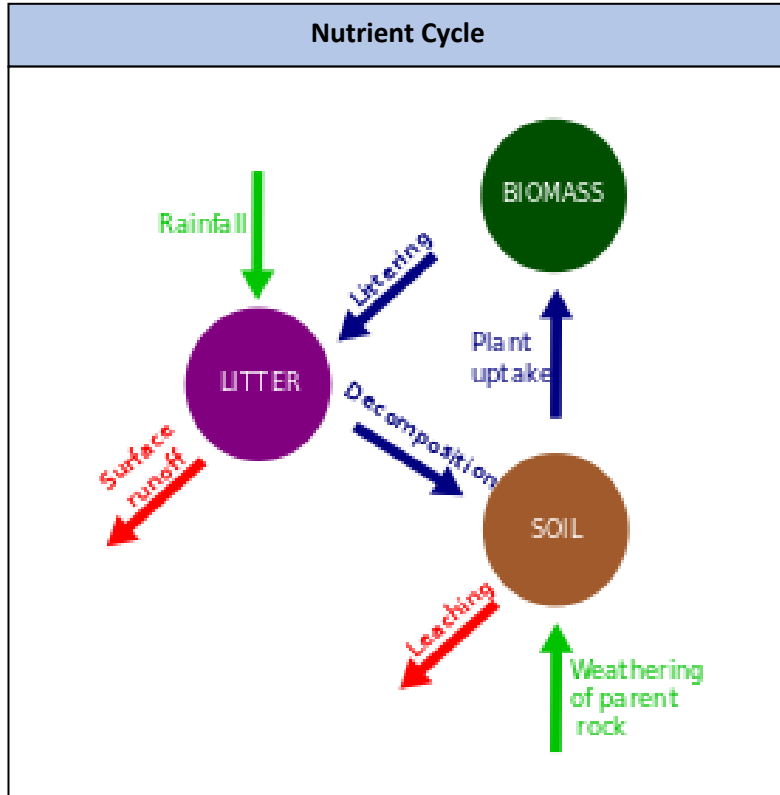 Nutrient Cycle
BIOMASS
Rainfall
Littering
Plant
uptake
LITTER
Decomposition
Surface
runoff
SOIL
Leaching
Weathering
of parent
rock